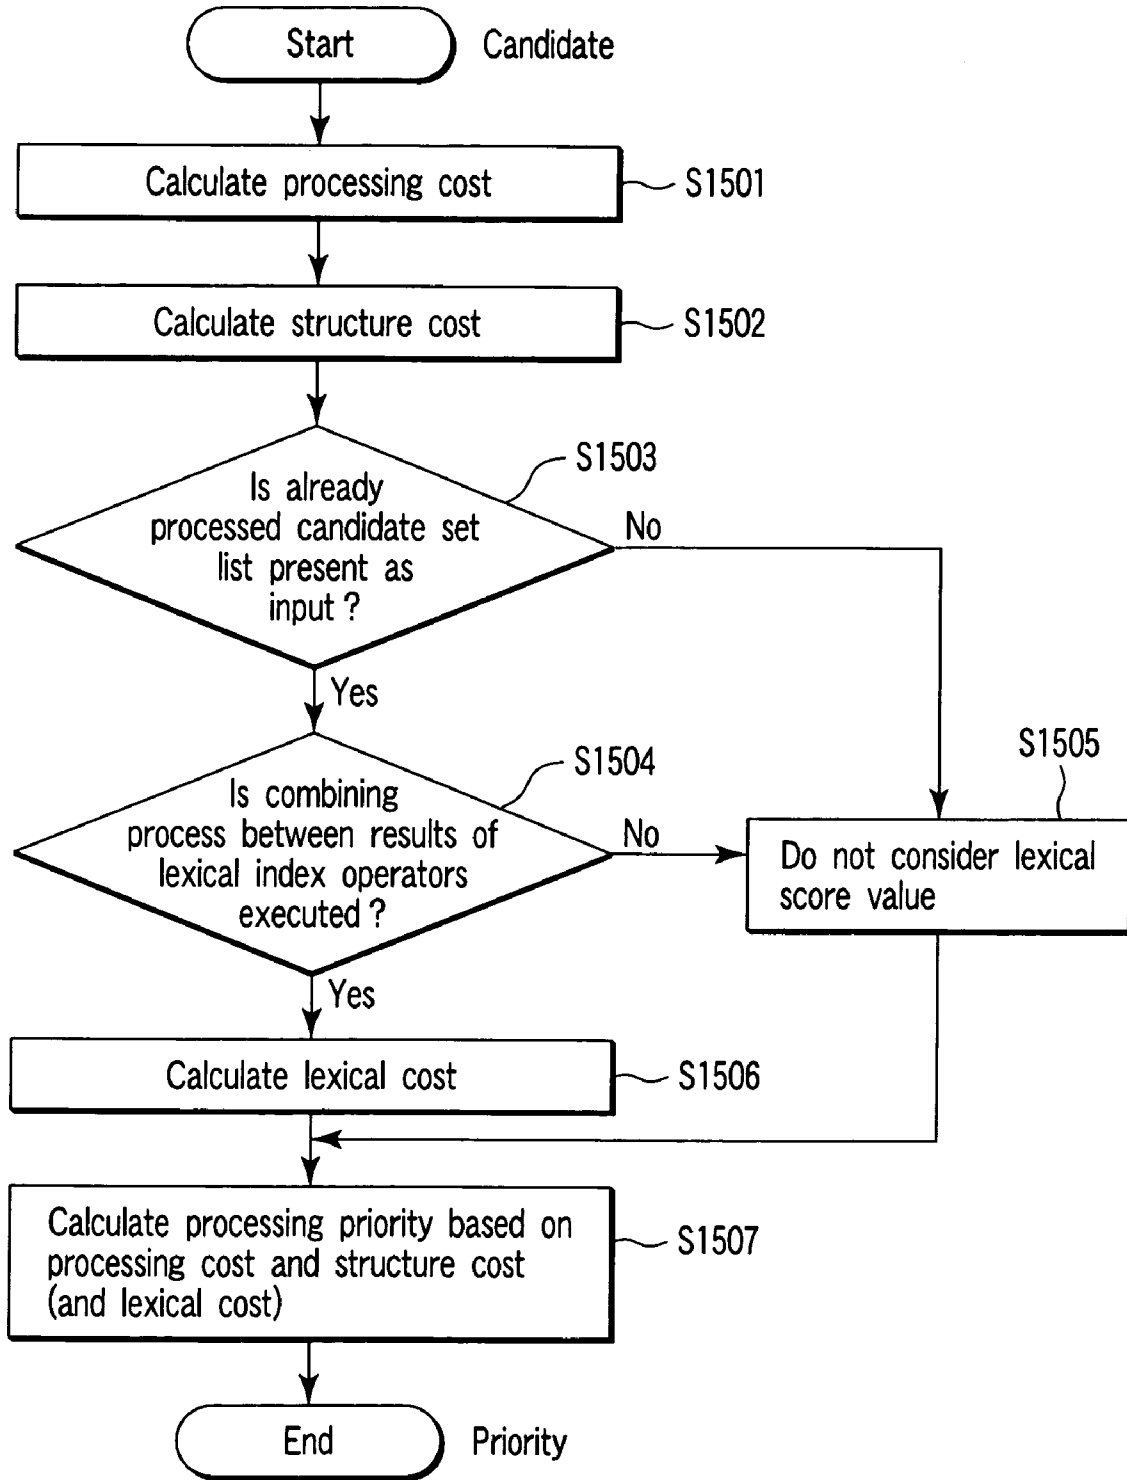 Start
Candidate
Calculate processing cost
S1501
Calculate structure cost
S1502
S1503
Is already
processed candidate set
list present as
input ?
No
Yes
S1504
Is combining
process between results of
lexical index operators
executed ?
No
S1505
Do not consider lexical
score value
Yes
Calculate lexical cost
S1506
Calculate processing priority based on
processing cost and structure cost
(and lexical cost)
S1507
End
Priority